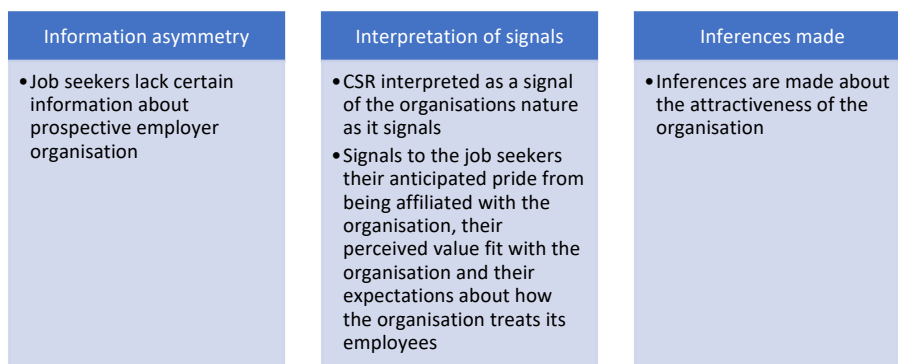 Information asymmetry
•Job seekers lack certain
information about
prospective employer
organisation
Interpretation of signals
•CSR interpreted as a signal
of the organisations nature
as it signals
•Signals to the job seekers
their anticipated pride from
being affiliated with the
organisation, their
perceived value fit with the
organisation and their
expectations about how
the organisation treats its
employees
Inferences made
•Inferences are made about
the attractiveness of the
organisation